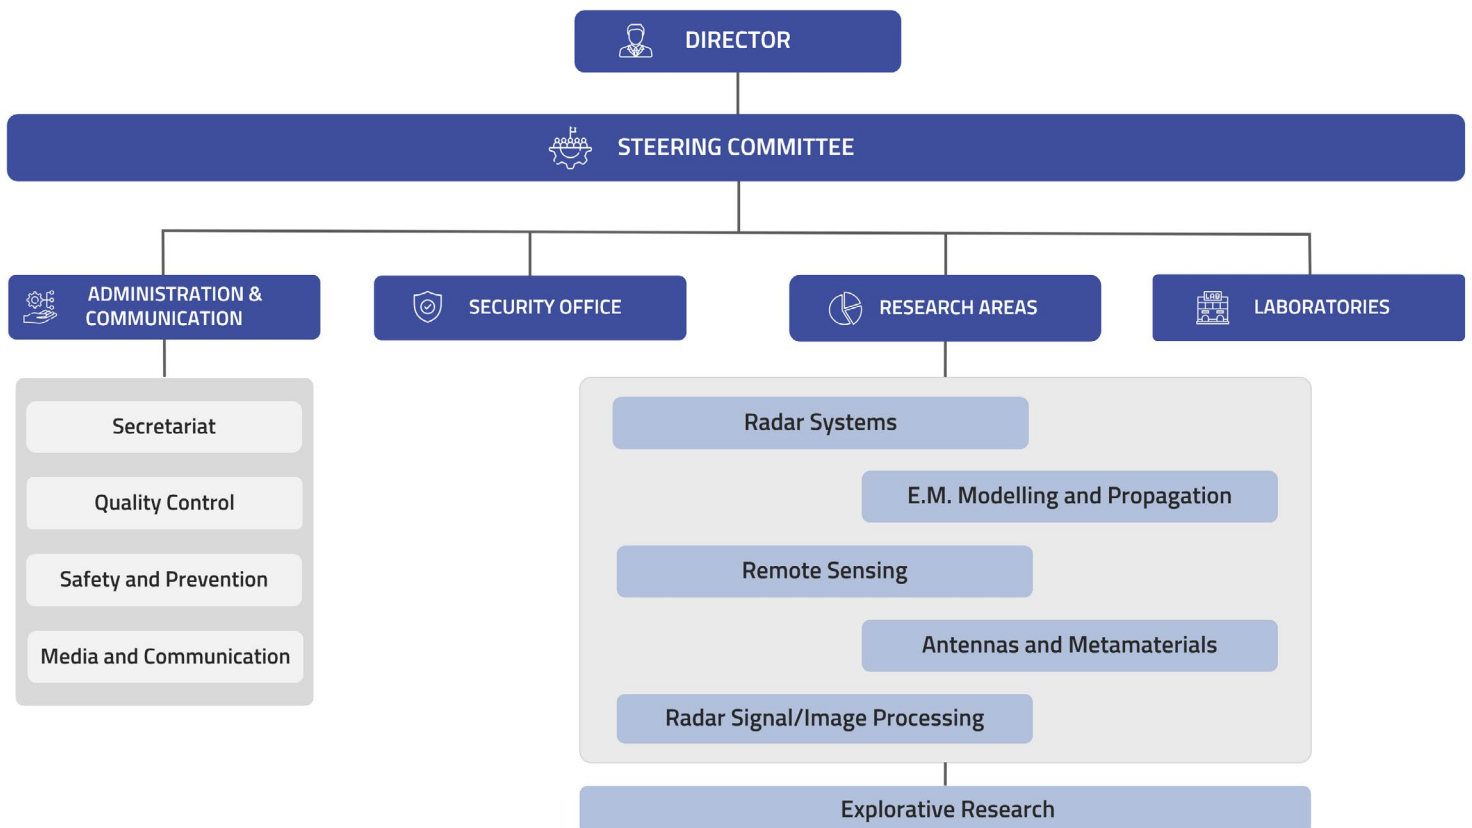 DIRECTOR
STEERING COMMITTEE
ADMINISTRATION &
COMMUNICATION
SECURITY OFFICE
RESEARCH AREAS
LAB
LABORATORIES
Secretariat
Quality Control
Safety and Prevention
Media and Communication
Radar Systems
E.M. Modelling and Propagation
Remote Sensing
Antennas and Metamaterials
Radar Signal/Image Processing
Explorative Research